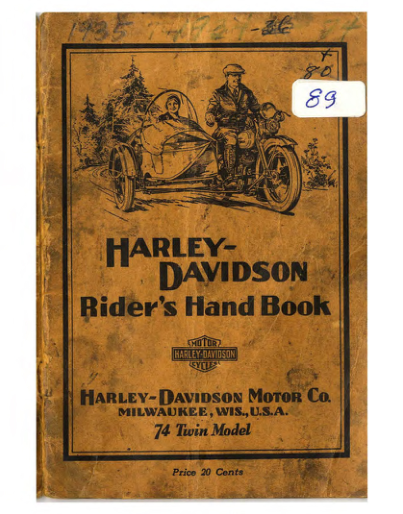 1935
80
89
HARLEY-
DAVIDSON
Rider's Hand Book
MOTOR
HARLEY-DAVIDSON
CYCLES
HARLEY-DAVIDSON MOTOR CO.
MILWAUKEE, WIS., U.S.A.
74 Twin Model
Price 20 Cents